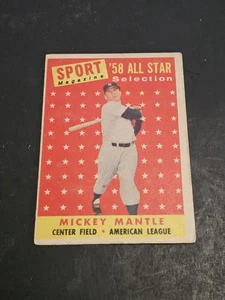 SPORT
Magazine
'58 ALL STAR
Selection
MICKEY MANTLE
CENTER FIELD • AMERICAN LEAGUE